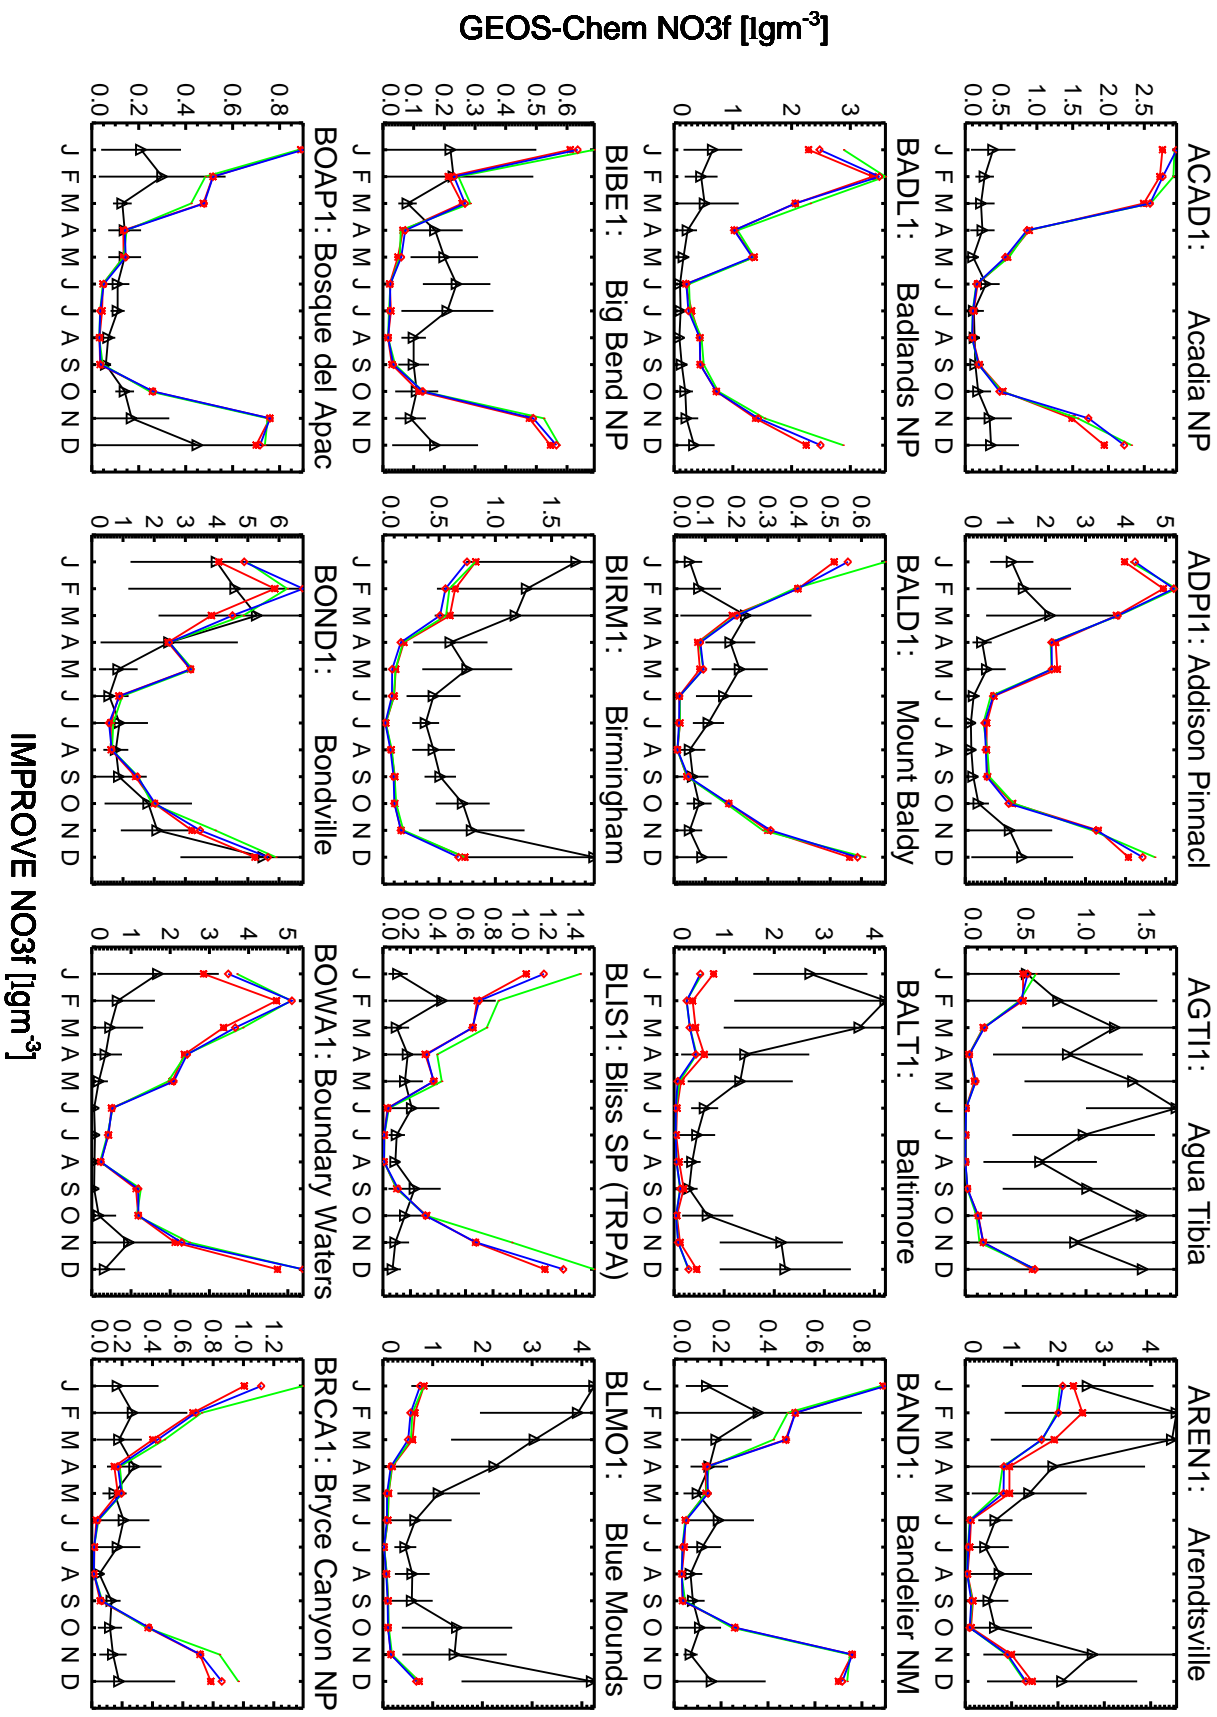 GEOS-Chem NO3f [lgm-3]
ACAD1: Acadia NP
2.5
2.0
1.5
1.0
0.5
0.0
J F M A M J J A S O N D
ADPI1: Addison Pinnacl
5
4
3
2
1
0
J F M A M J J A S O N D
AGTI1: Agua Tibia
1.5
1.0
0.5
0.0
J F M A M J J A S O N D
AREN1: Arendtsville
4
3
2
1
0
J F M A M J J A S O N D
BADL1: Badlands NP
3
2
1
0
J F M A M J J A S O N D
BALD1: Mount Baldy
0.6
0.4
0.3
0.2
0.1
0.0
J F M A M J J A S O N D
BALT1: Baltimore
4
3
2
1
0
J F M A M J J A S O N D
BAND1: Bandelier NM
0.8
0.6
0.4
0.2
0.0
J F M A M J J A S O N D
BIBE1: Big Bend NP
0.6
0.5
0.4
0.3
0.2
0.1
0.0
J F M A M J J A S O N D
BIRM1: Birmingham
1.5
1.0
0.5
0.0
J F M A M J J A S O N D
BLIS1: Bliss SP (TRPA)
1.4
1.2
1.0
0.8
0.6
0.4
0.2
0.0
J F M A M J J A S O N D
BLMO1: Blue Mounds
4
3
2
1
0
J F M A M J J A S O N D
BOAP1: Bosque del Apac
0.8
0.6
0.4
0.2
0.0
J F M A M J J A S O N D
BOND1: Bondville
6
5
4
3
2
1
0
J F M A M J J A S O N D
BOWA1: Boundary Waters
5
4
3
2
1
0
J F M A M J J A S O N D
BRCA1: Bryce Canyon NP
1.2
1.0
0.8
0.6
0.4
0.2
0.0
J F M A M J J A S O N D
IMPROVE NO3f [lgm-3]